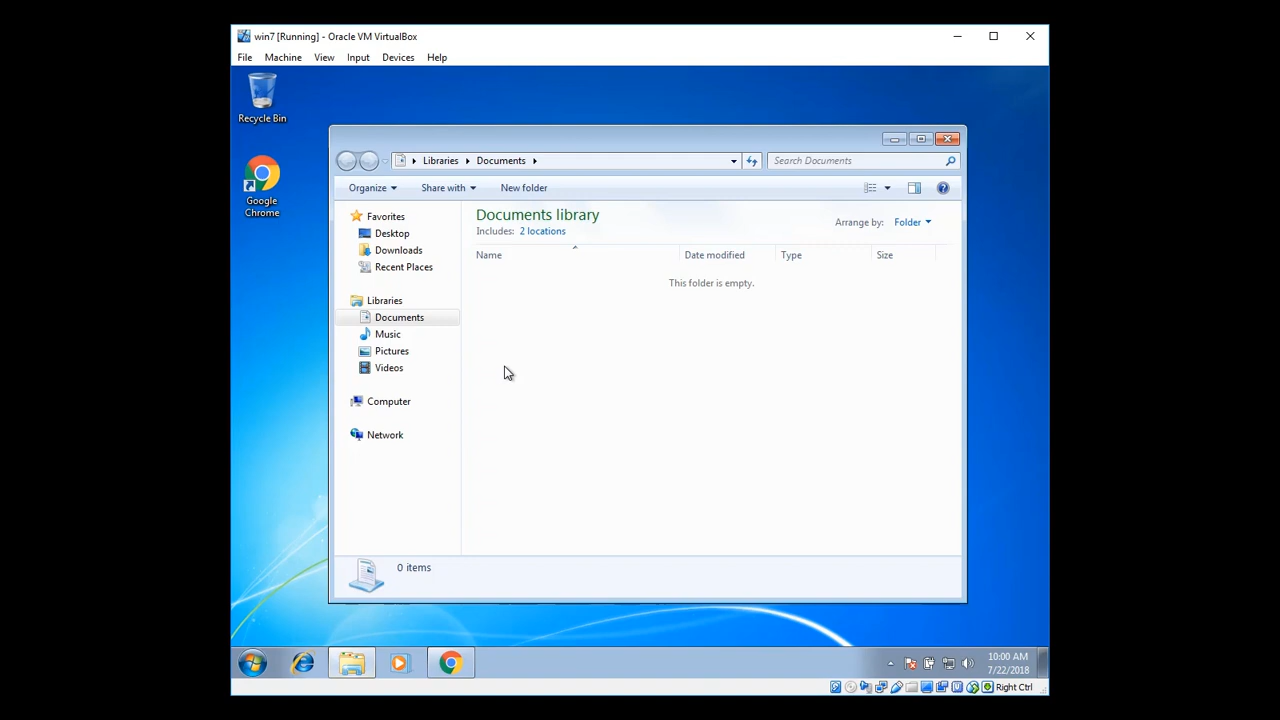 win7 [Running] - Oracle VM VirtualBox
File Machine View Input Devices Help
Recycle Bin
Google
Chrome
Libraries Documents Search Documents
Organize Share with New folder
Favorites
Desktop
Downloads
Recent Places
Libraries
Documents
Music
Pictures
Videos
Computer
Network
Documents library
Includes: 2 locations
Arrange by: Folder
Name Date modified Type Size
This folder is empty.
0 items
10:00 AM
7/22/2018
Right Ctrl